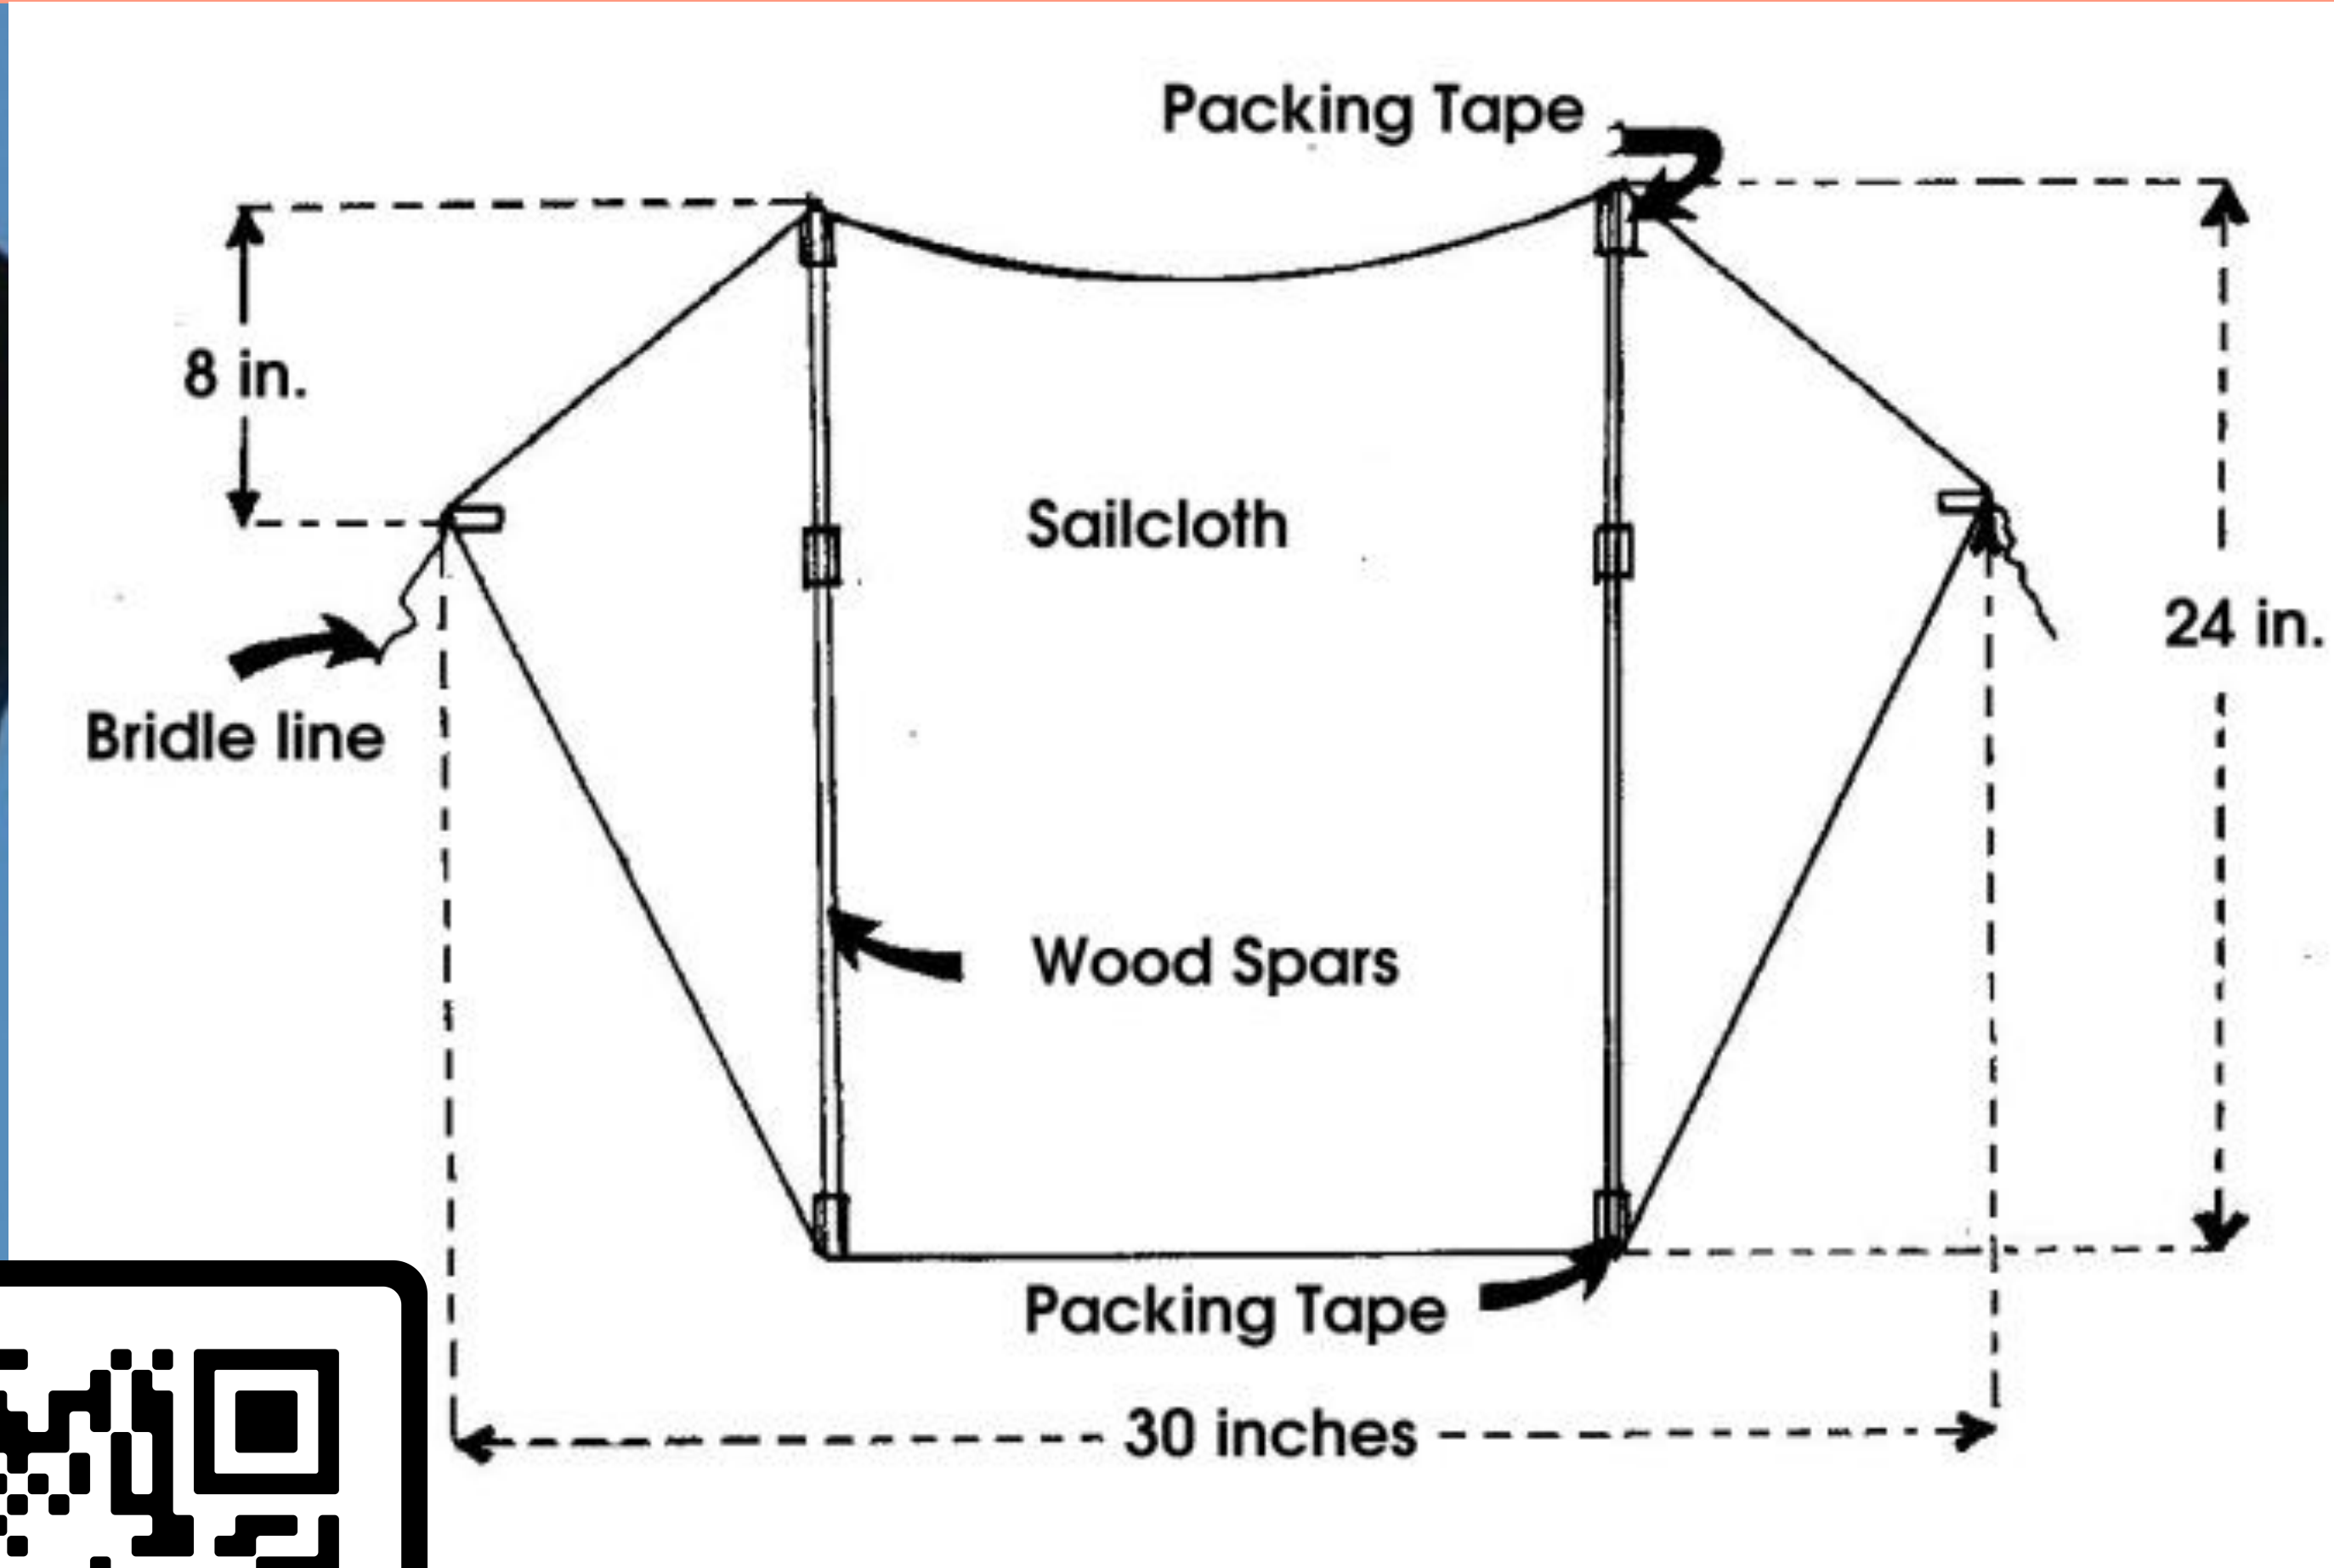 Packing Tape
8 in.
Sailcloth
24 in.
Bridle line
Wood Spars
Packing Tape
30 inches